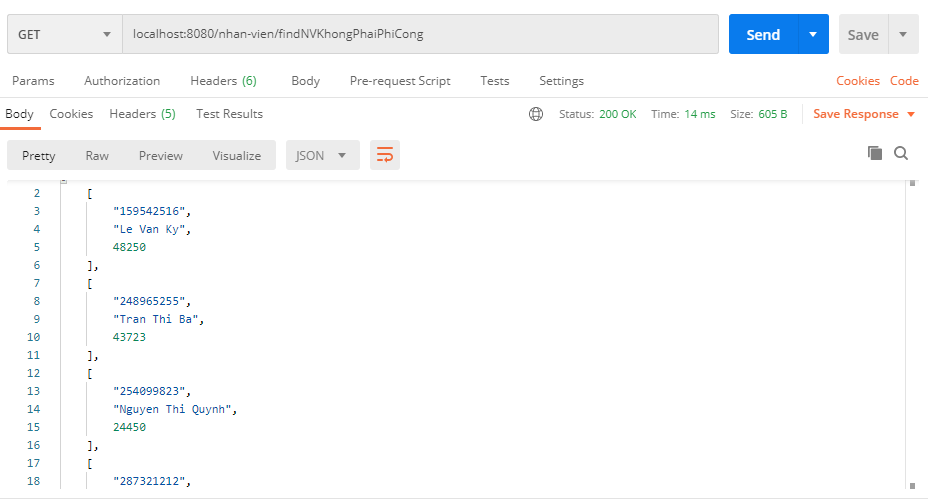 GET localhost:8080/nhan-vien/findNVKhongPhaiPhiCong Send Save
Params Authorization Headers (6) Body Pre-request Script Tests Settings Cookies Code
Body Cookies Headers (5) Test Results Status: 200 OK Time: 14 ms Size: 605 B Save Response
Pretty Raw Preview Visualize JSON
2 [
3 "159542516",
4 "Le Van Ky",
5 48250
6 ],
7 [
8 "248965255",
9 "Tran Thi Ba",
10 43723
11 ],
12 [
13 "254099823",
14 "Nguyen Thi Quynh",
15 24450
16 ],
17 [
18 "287321212",